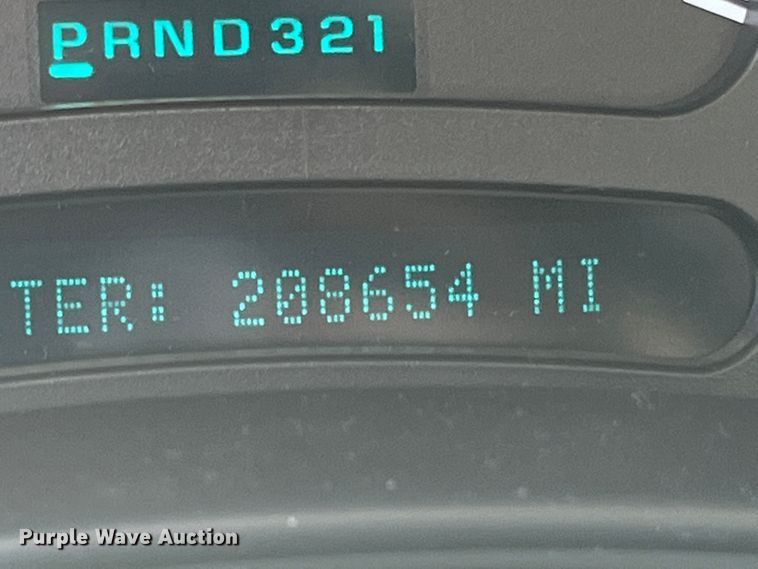 PRND321
TER: 208654 MI
Purple Wave Auction